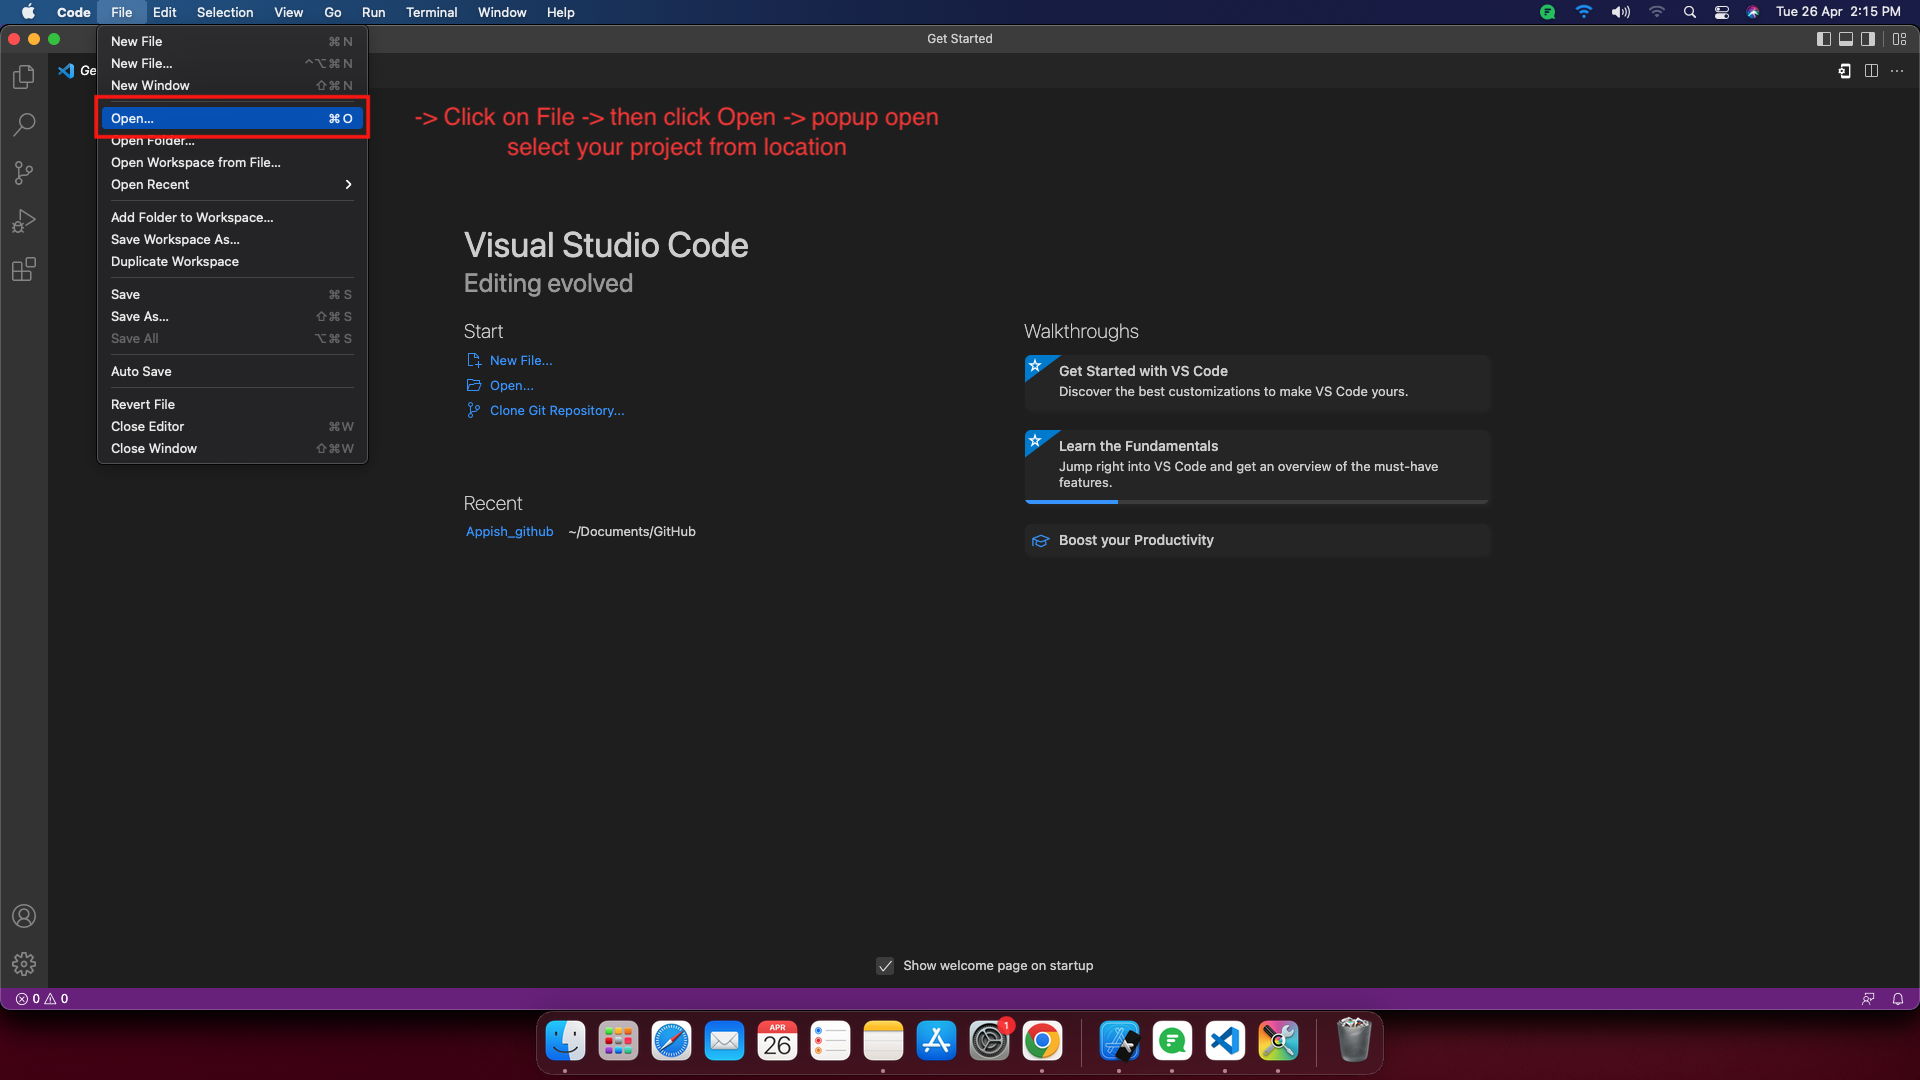 Code File Edit Selection View Go Run Terminal Window Help Tue 26 Apr 2:15 PM
Get Started
Ge
New File ⌘ N
New File... ^⌥⌘ N
New Window ⇧⌘ N
Open... ⌘ O
Open Folder...
Open Workspace from File...
Open Recent
Add Folder to Workspace...
Save Workspace As...
Duplicate Workspace
Save ⌘ S
Save As... ⇧⌘ S
Save All ⌥⌘ S
Auto Save
Revert File
Close Editor ⌘W
Close Window ⇧⌘W
-> Click on File -> then click Open -> popup open
select your project from location
Visual Studio Code
Editing evolved
Start
New File...
Open...
Clone Git Repository...
Recent
Appish_github ~/Documents/GitHub
Walkthroughs
Get Started with VS Code
Discover the best customizations to make VS Code yours.
Learn the Fundamentals
Jump right into VS Code and get an overview of the must-have
features.
Boost your Productivity
Show welcome page on startup
0 0
APR
26
1